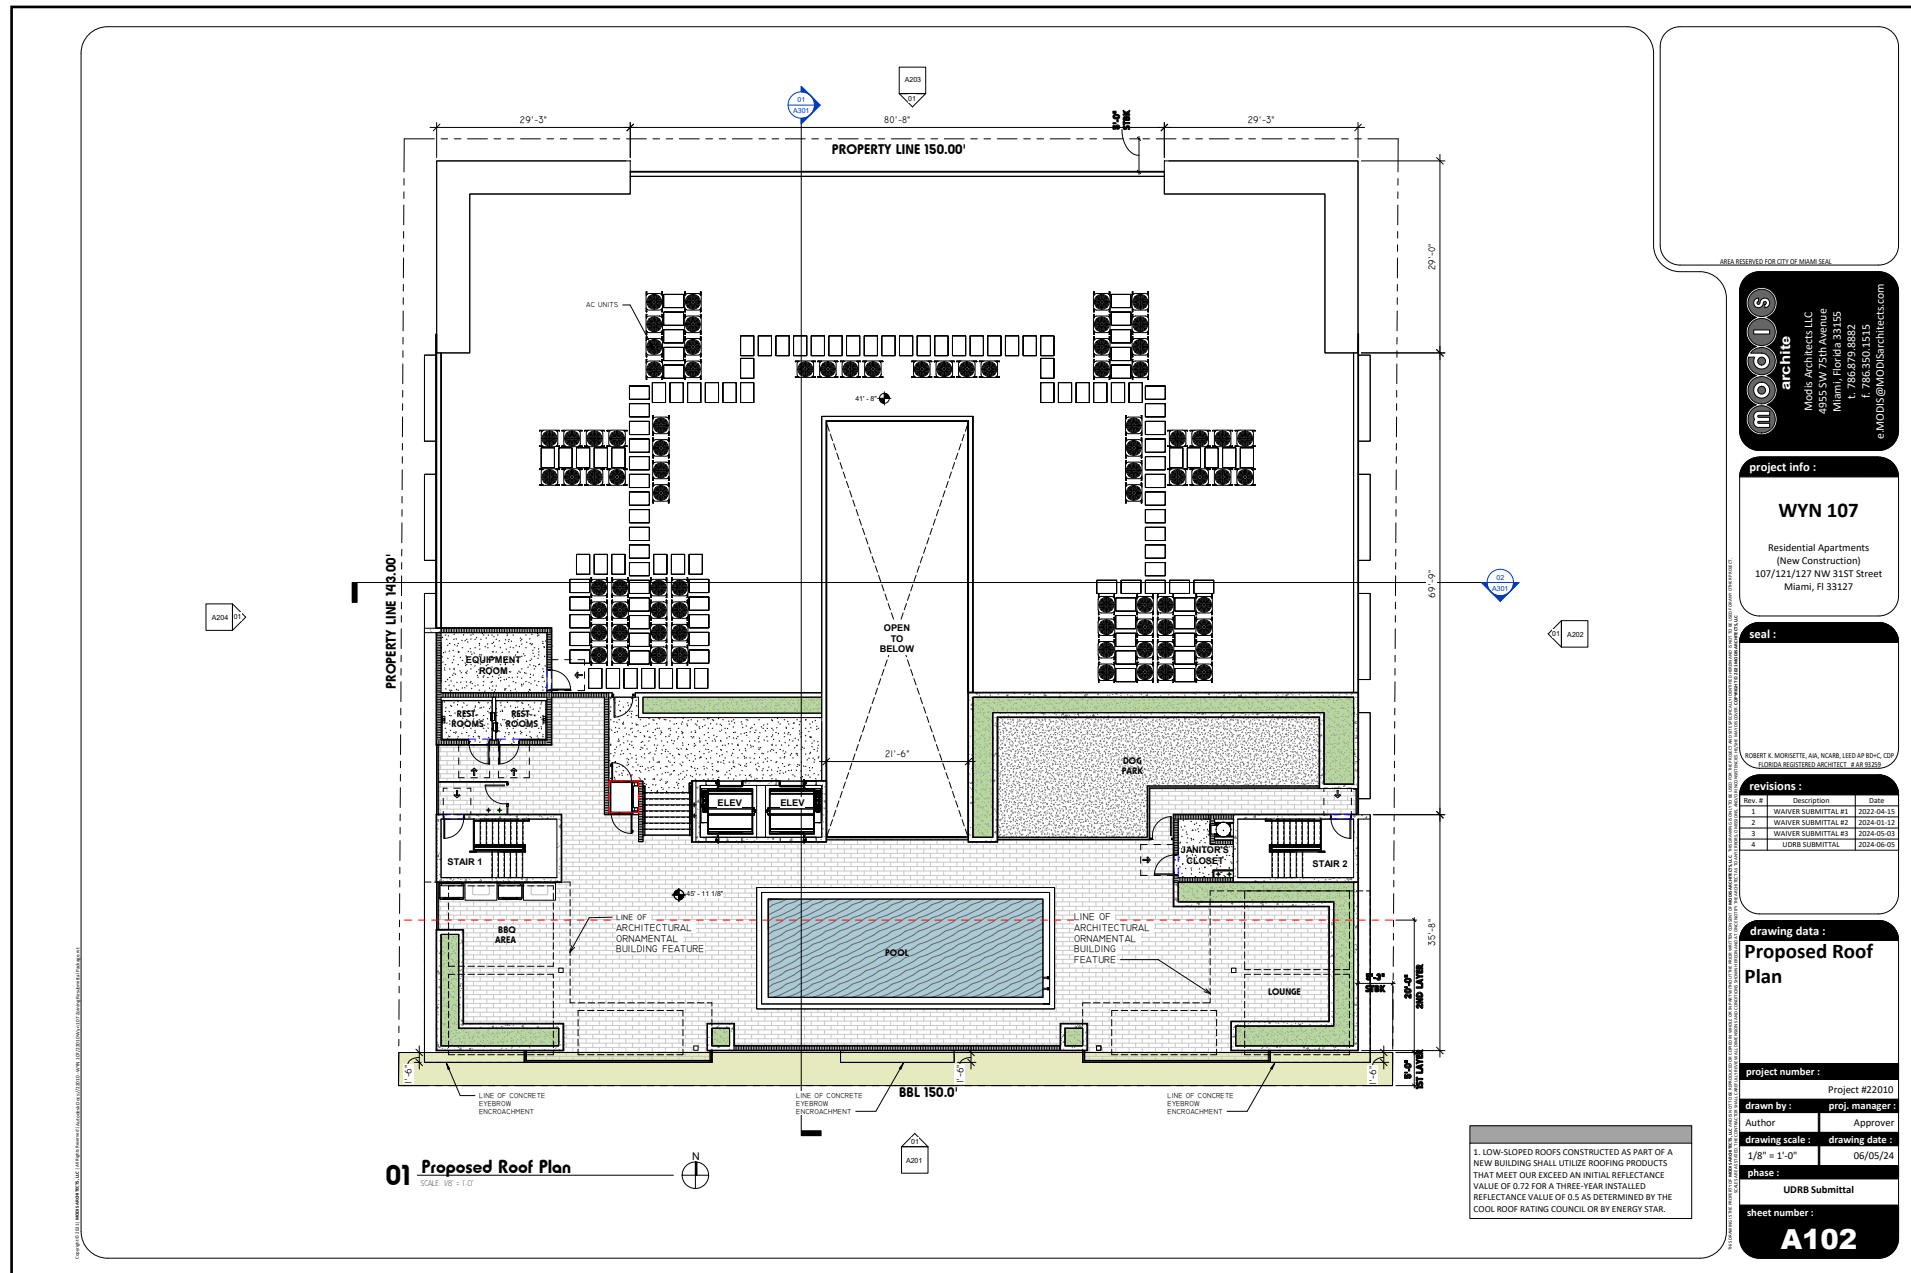 A203
01
01
A301
29'-3"
80'-8"
29'-3"
5'-0"
STBK
PROPERTY LINE 150.00'
AC UNITS
29'-0"
41' - 8"
PROPERTY LINE 143.00'
02
A301
69'-9"
A204
01
01
A202
OPEN
TO
BELOW
EQUIPMENT
ROOM
REST
ROOMS
REST
ROOMS
21'-6"
DOG
PARK
ELEV
ELEV
STAIR 1
JANITOR'S
CLOSET
STAIR 2
45' - 11 1/8"
BBQ
AREA
LINE OF
ARCHITECTURAL
ORNAMENTAL
BUILDING FEATURE
POOL
LINE OF
ARCHITECTURAL
ORNAMENTAL
BUILDING
FEATURE
LOUNGE
35'-8"
STBK
20'-0"
2ND LAYER
5'-0"
1ST LAYER
1'-6"
1'-6"
1'-6"
BBL 150.0'
LINE OF CONCRETE
EYEBROW
ENCROACHMENT
LINE OF CONCRETE
EYEBROW
ENCROACHMENT
LINE OF CONCRETE
EYEBROW
ENCROACHMENT
01
A201
01 Proposed Roof Plan
SCALE: 1/8" = 1'-0"
N
1. LOW-SLOPED ROOFS CONSTRUCTED AS PART OF A
NEW BUILDING SHALL UTILIZE ROOFING PRODUCTS
THAT MEET OUR EXCEED AN INITIAL REFLECTANCE
VALUE OF 0.72 FOR A THREE-YEAR INSTALLED
REFLECTANCE VALUE OF 0.5 AS DETERMINED BY THE
COOL ROOF RATING COUNCIL OR BY ENERGY STAR.
AREA RESERVED FOR CITY OF MIAMI SEAL
modis
archite
Modis Architects LLC
4955 SW 75th Avenue
Miami, Florida 33155
t. 786.879.8882
f. 786.350.1515
e.MODIS@MODISarchitects.com
project info :
WYN 107
Residential Apartments
(New Construction)
107/121/127 NW 31ST Street
Miami, Fl 33127
seal :
ROBERT K. MORISETTE, AIA, NCARB, LEED AP BD+C, CDP
FLORIDA REGISTERED ARCHITECT # AR 93259
revisions :
Rev. # Description Date
1 WAIVER SUBMITTAL #1 2022-04-15
2 WAIVER SUBMITTAL #2 2024-01-12
3 WAIVER SUBMITTAL #3 2024-05-03
4 UDRB SUBMITTAL 2024-06-05
drawing data :
Proposed Roof
Plan
project number :
Project #22010
drawn by : proj. manager :
Author Approver
drawing scale : drawing date :
1/8" = 1'-0" 06/05/24
phase :
UDRB Submittal
sheet number :
A102